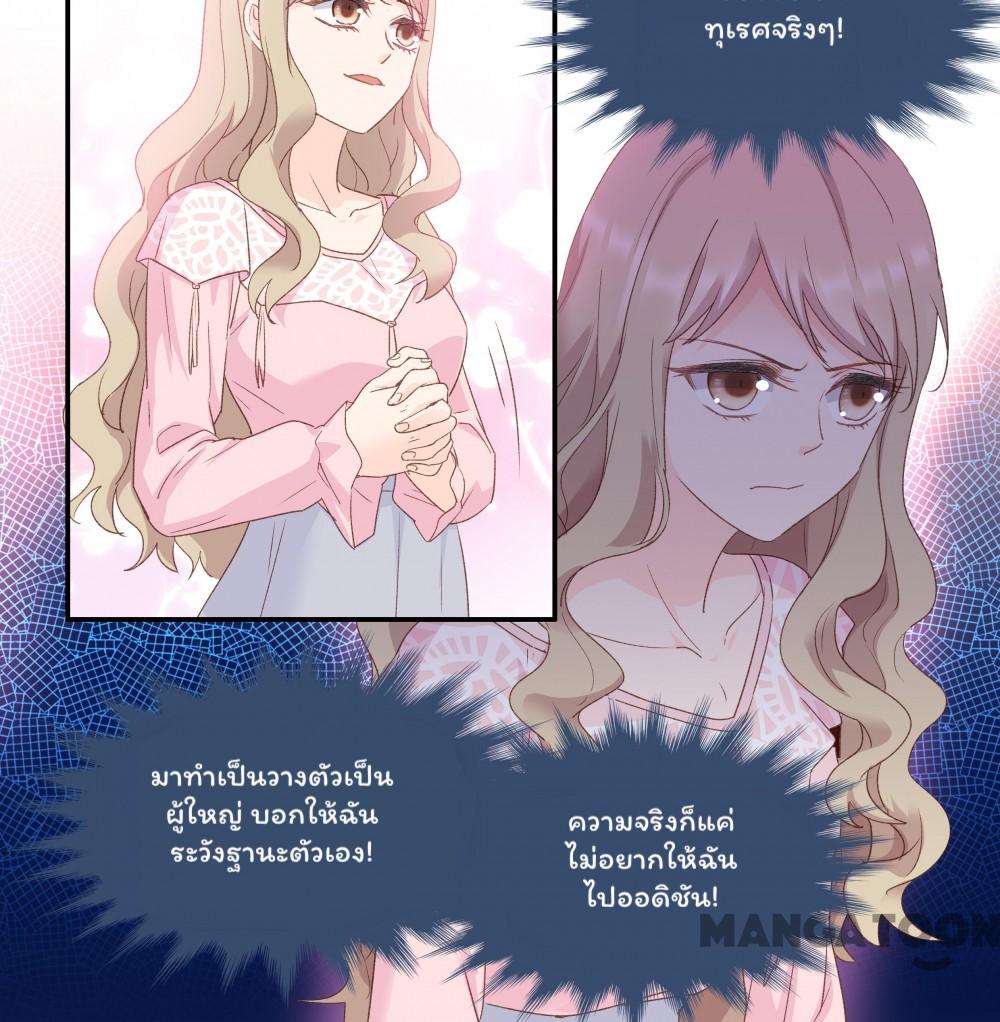 ทุเรศจริงๆ!
มาทำเป็นวางตัวเป็น
ผู้ใหญ่ บอกให้ฉัน
ระวังฐานะตัวเอง!
ความจริงก็แค่
ไม่อยากให้ฉัน
ไปออดิชัน!
MANGATOON